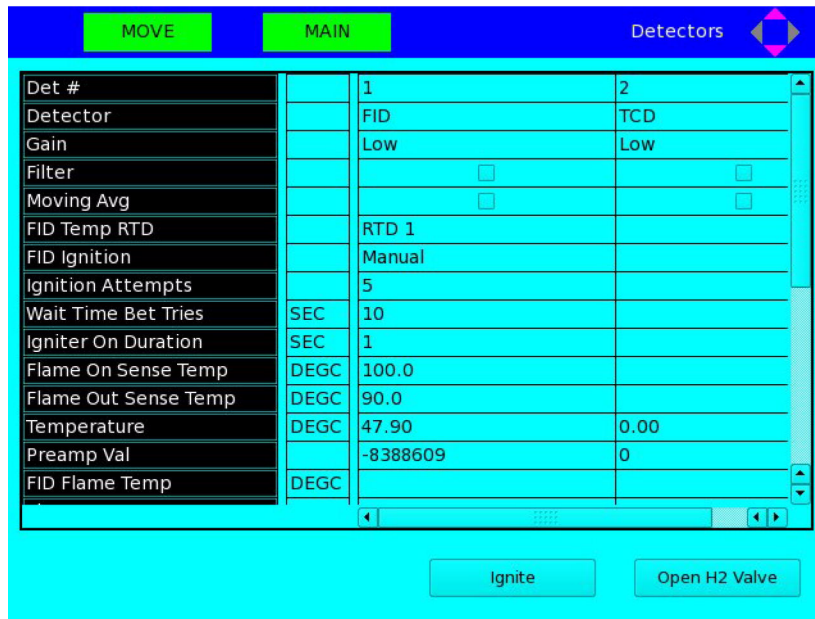 MOVE MAIN Detectors
Det # 1 2
Detector FID TCD
Gain Low Low
Filter
Moving Avg
FID Temp RTD RTD 1
FID Ignition Manual
Ignition Attempts 5
Wait Time Bet Tries SEC 10
Igniter On Duration SEC 1
Flame On Sense Temp DEGC 100.0
Flame Out Sense Temp DEGC 90.0
Temperature DEGC 47.90 0.00
Preamp Val -8388609 0
FID Flame Temp DEGC
Ignite Open H2 Valve